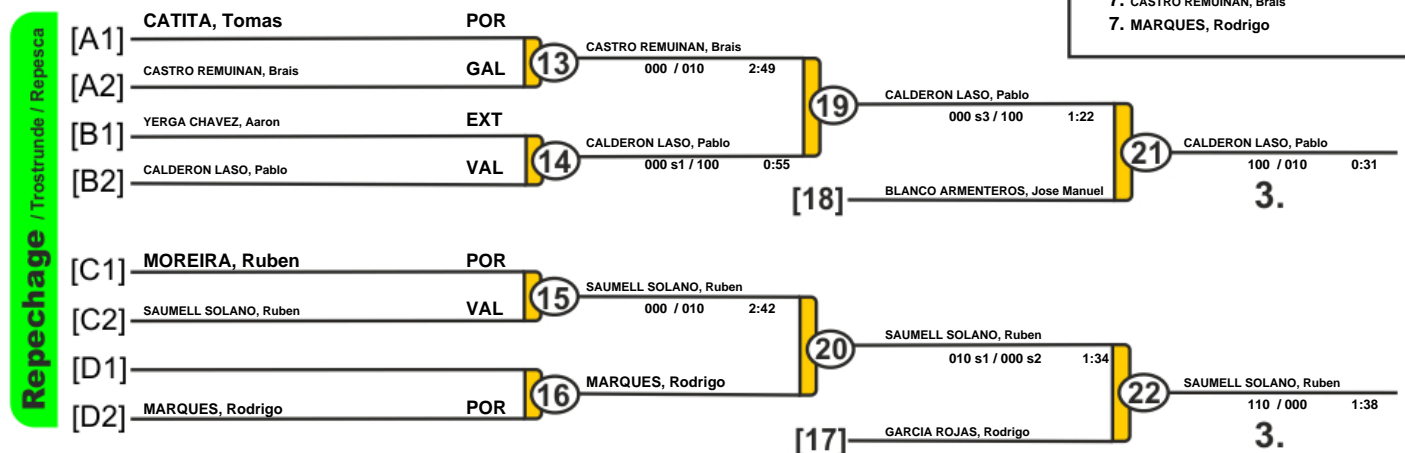 7. CASTRO REMUINAN, Brais
7. MARQUES, Rodrigo
Repechage / Trostrunde / Repesca
[A1] CATITA, Tomas POR
[A2] CASTRO REMUINAN, Brais GAL
13 CASTRO REMUINAN, Brais
000 / 010 2:49
[B1] YERGA CHAVEZ, Aaron EXT
[B2] CALDERON LASO, Pablo VAL
14 CALDERON LASO, Pablo
000 s1 / 100 0:55
19 CALDERON LASO, Pablo
000 s3 / 100 1:22
[18] BLANCO ARMENTEROS, Jose Manuel
21 CALDERON LASO, Pablo
100 / 010 0:31
3.
[C1] MOREIRA, Ruben POR
[C2] SAUMELL SOLANO, Ruben VAL
15 SAUMELL SOLANO, Ruben
000 / 010 2:42
[D1]
[D2] MARQUES, Rodrigo POR
16 MARQUES, Rodrigo
20 SAUMELL SOLANO, Ruben
010 s1 / 000 s2 1:34
[17] GARCIA ROJAS, Rodrigo
22 SAUMELL SOLANO, Ruben
110 / 000 1:38
3.